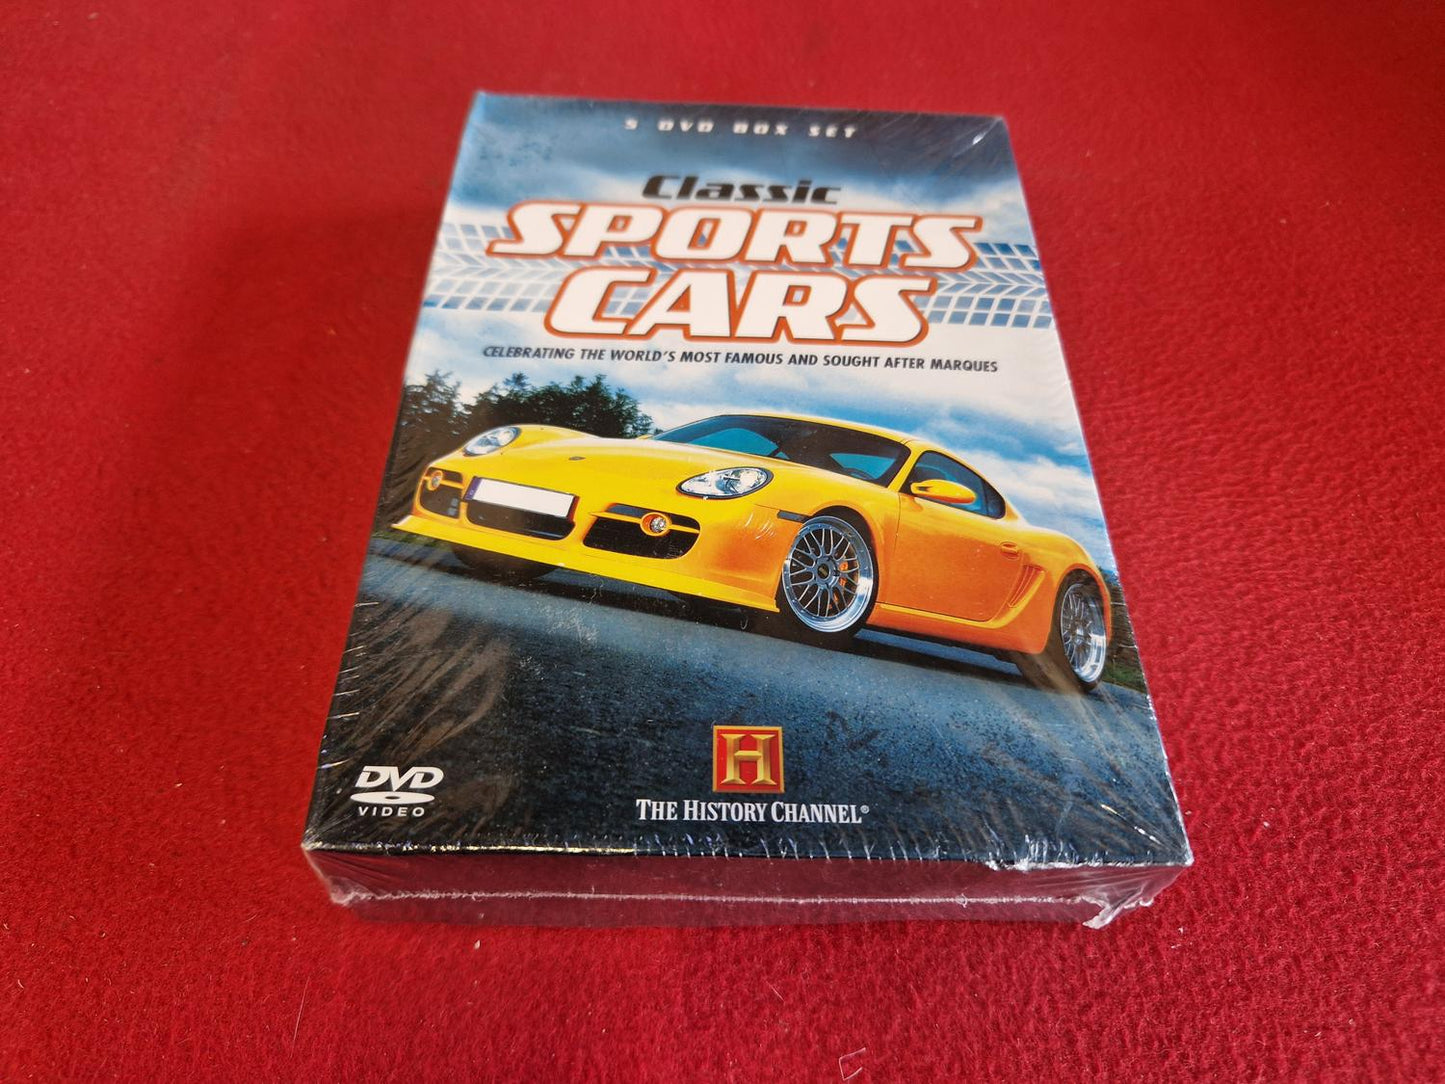 5 DVD BOX SET
Classic
SPORTS
CARS
CELEBRATING THE WORLD'S MOST FAMOUS AND SOUGHT AFTER MARQUES
H
THE HISTORY CHANNEL®
DVD
VIDEO